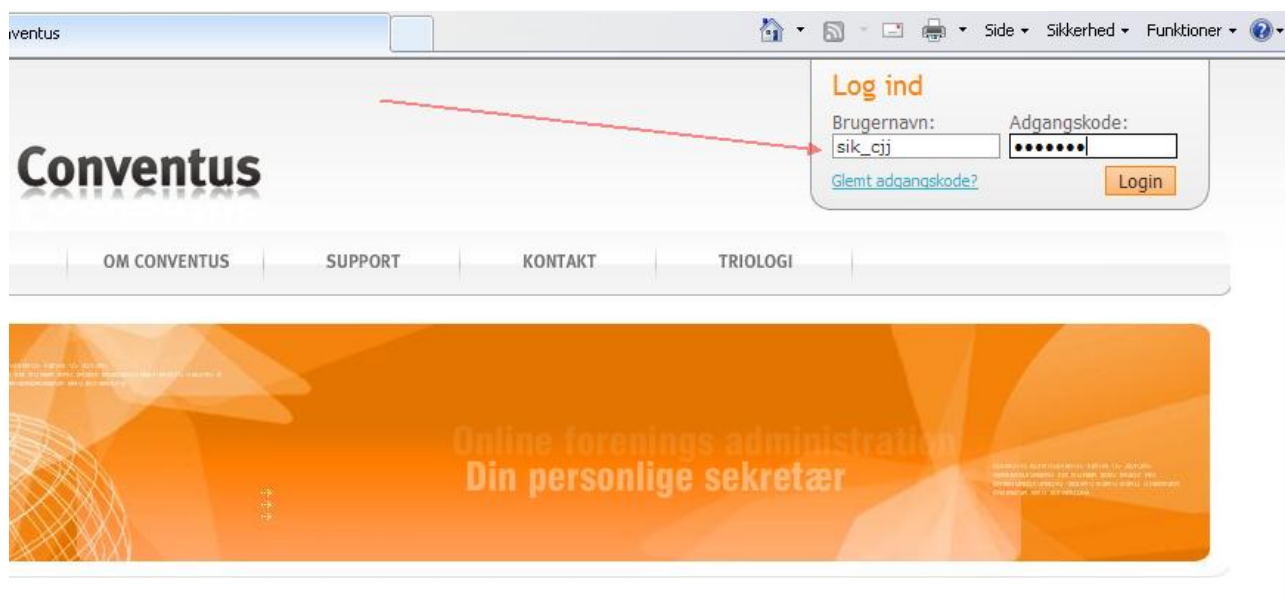 ventus
Side Sikkerhed Funktioner
Log ind
Brugernavn: Adgangskode:
sik_cjj •••••••
Glemt adgangskode? Login
Conventus
OM CONVENTUS SUPPORT KONTAKT TRIOLOGI
Online forenings administration
Din personlige sekretær